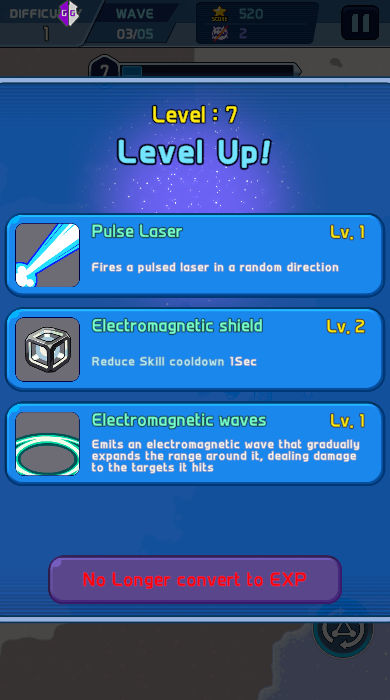 DIFFICULTY
WAVE
SCORE
520
1
03/05
2
7
Level : 7
Level Up!
Pulse Laser
Lv. 1
Fires a pulsed laser in a random direction
Electromagnetic shield
Lv. 2
Reduce Skill cooldown 1Sec
Electromagnetic waves
Lv. 1
Emits an electromagnetic wave that gradually
expands the range around it, dealing damage
to the targets it hits
No Longer convert to EXP